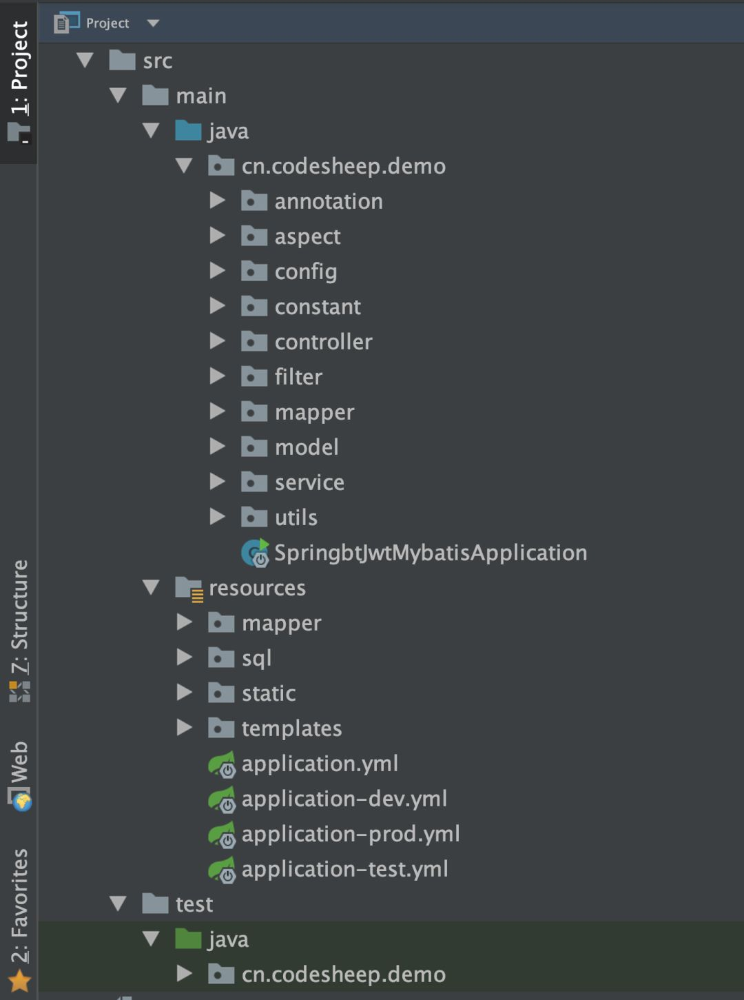 Project
src
main
java
cn.codesheep.demo
annotation
aspect
config
constant
controller
filter
mapper
model
service
utils
SpringbtJwtMybatisApplication
resources
mapper
sql
static
templates
application.yml
application-dev.yml
application-prod.yml
application-test.yml
test
java
cn.codesheep.demo
1: Project
7: Structure
Web
2: Favorites